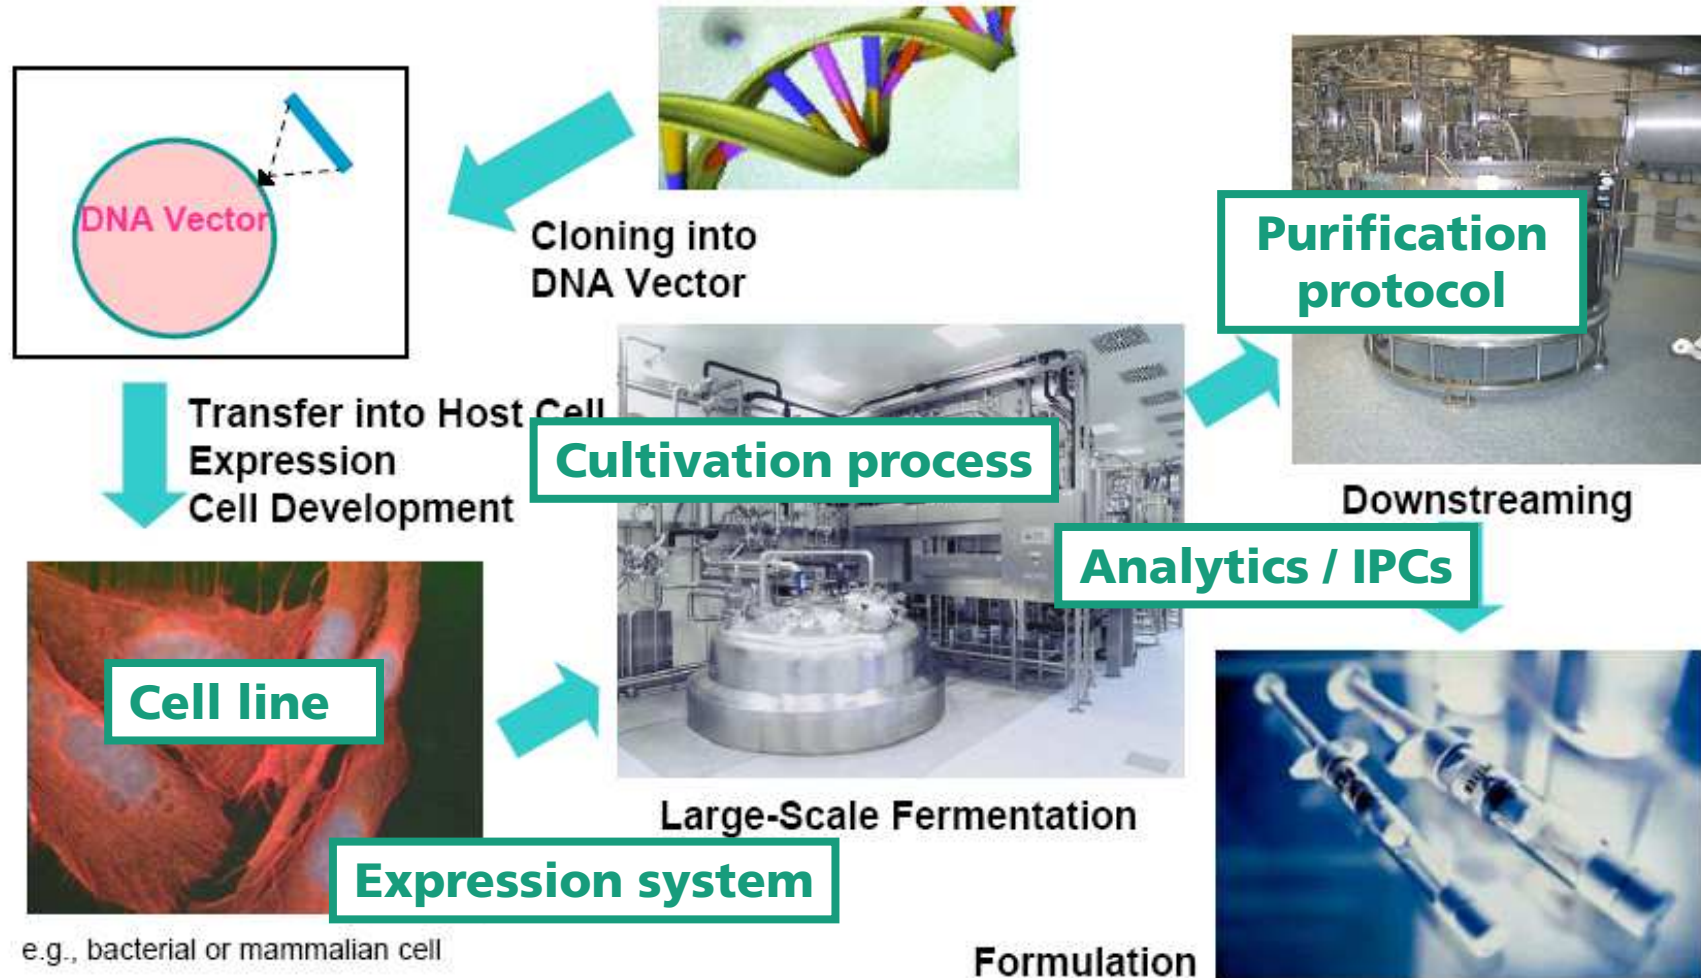 DNA Vector
Cloning into
DNA Vector
Purification
protocol
Transfer into Host Cell
Expression
Cell Development
Cultivation process
Downstreaming
Analytics / IPCs
Cell line
Large-Scale Fermentation
Expression system
e.g., bacterial or mammalian cell
Formulation